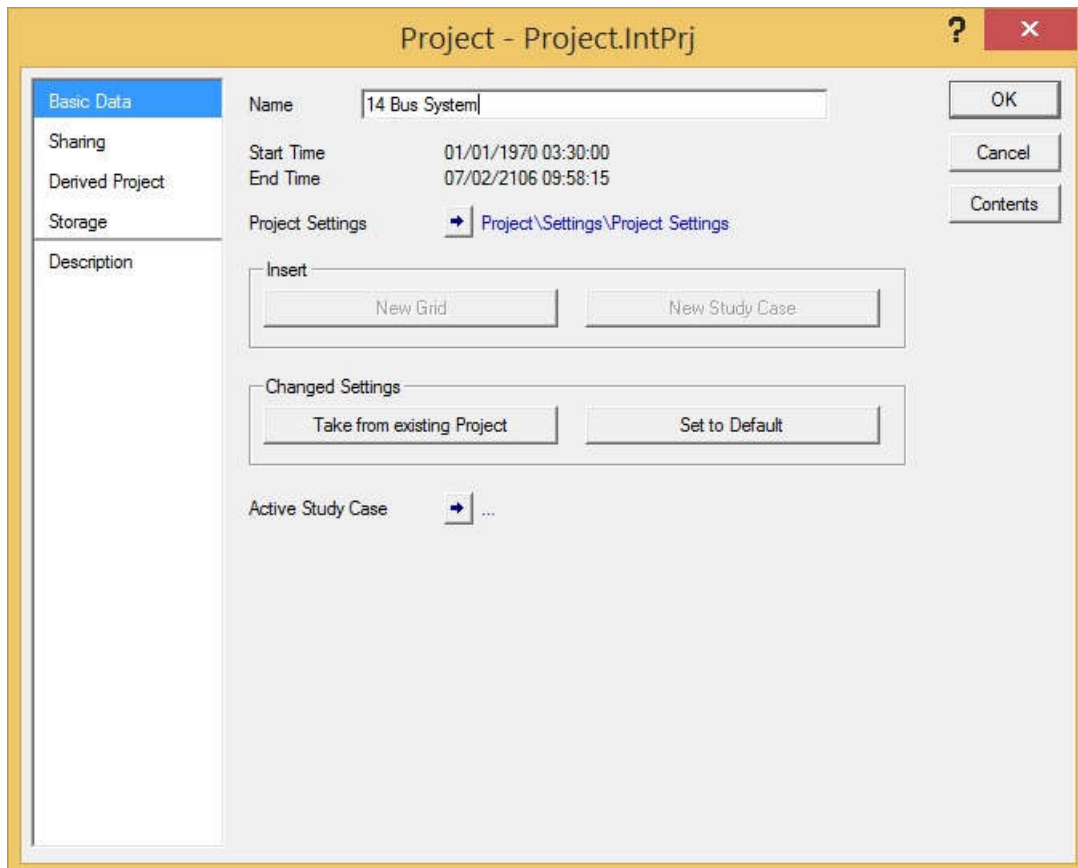 Project - Project.IntPrj
?
Basic Data
Sharing
Derived Project
Storage
Description
Name 14 Bus System
Start Time 01/01/1970 03:30:00
End Time 07/02/2106 09:58:15
Project Settings Project\Settings\Project Settings
Insert
New Grid New Study Case
Changed Settings
Take from existing Project Set to Default
Active Study Case ...
OK
Cancel
Contents